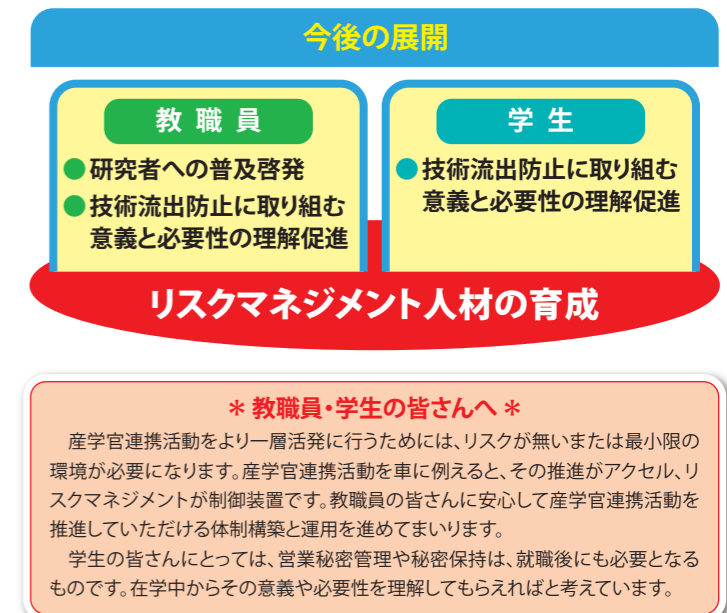 今後の展開
教職員
●研究者への普及啓発
●技術流出防止に取り組む
意義と必要性の理解促進
学生
●技術流出防止に取り組む
意義と必要性の理解促進
リスクマネジメント人材の育成
＊教職員・学生の皆さんへ＊
　産学官連携活動をより一層活発に行うためには、リスクが無いまたは最小限の
環境が必要になります。産学官連携活動を車に例えると、その推進がアクセル、リ
スクマネジメントが制御装置です。教職員の皆さんに安心して産学官連携活動を
推進していただける体制構築と運用を進めてまいります。
　学生の皆さんにとっては、営業秘密管理や秘密保持は、就職後にも必要となる
ものです。在学中からその意義や必要性を理解してもらえればと考えています。